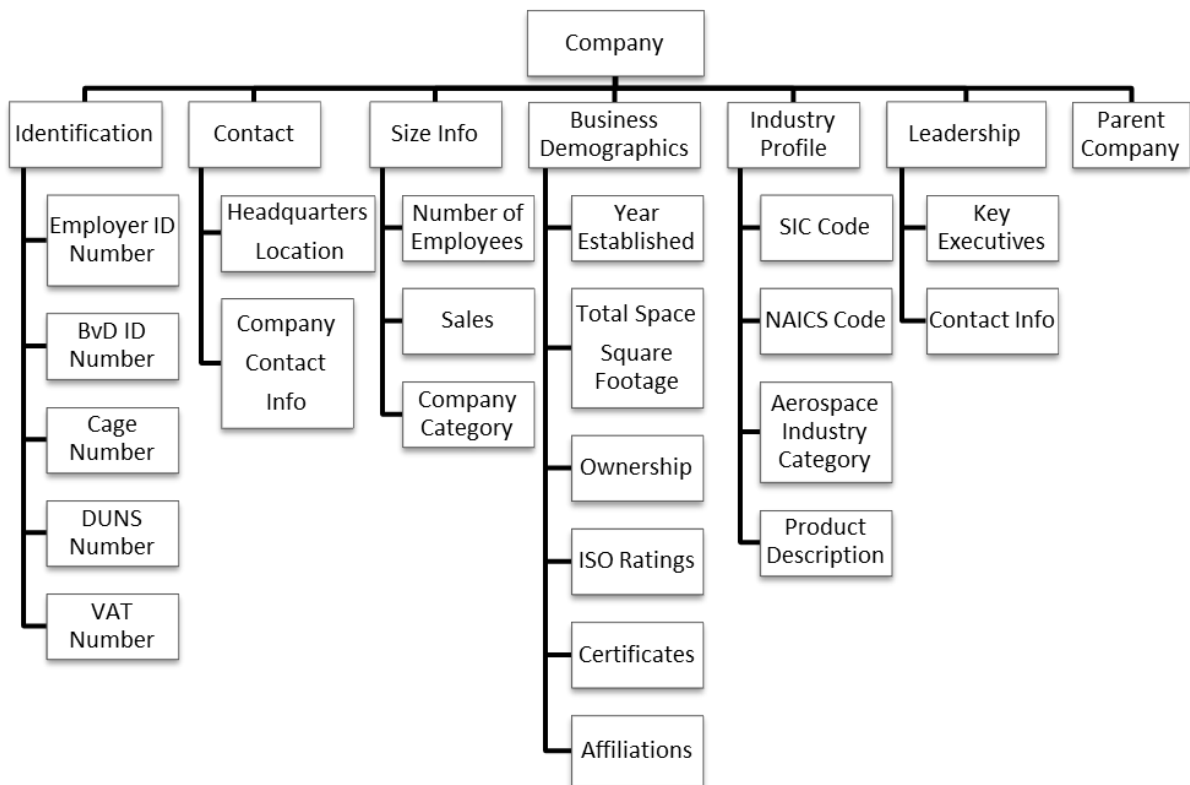 Company
Identification
Contact
Size Info
Business
Demographics
Industry
Profile
Leadership
Parent
Company
Employer ID
Number
BvD ID
Number
Cage
Number
DUNS
Number
VAT
Number
Headquarters
Location
Company
Contact
Info
Number of
Employees
Sales
Company
Category
Year
Established
Total Space
Square
Footage
Ownership
ISO Ratings
Certificates
Affiliations
SIC Code
NAICS Code
Aerospace
Industry
Category
Product
Description
Key
Executives
Contact Info